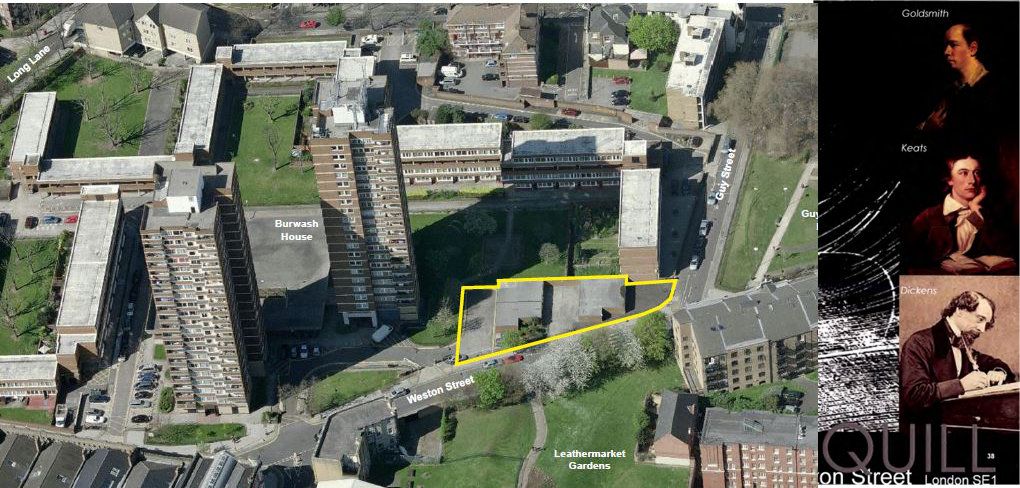 Long Lane
Burwash
House
Guy Street
Guy
Weston Street
Leathermarket
Gardens
Goldsmith
Keats
Dickens
QUILL
38
on Street London SE1